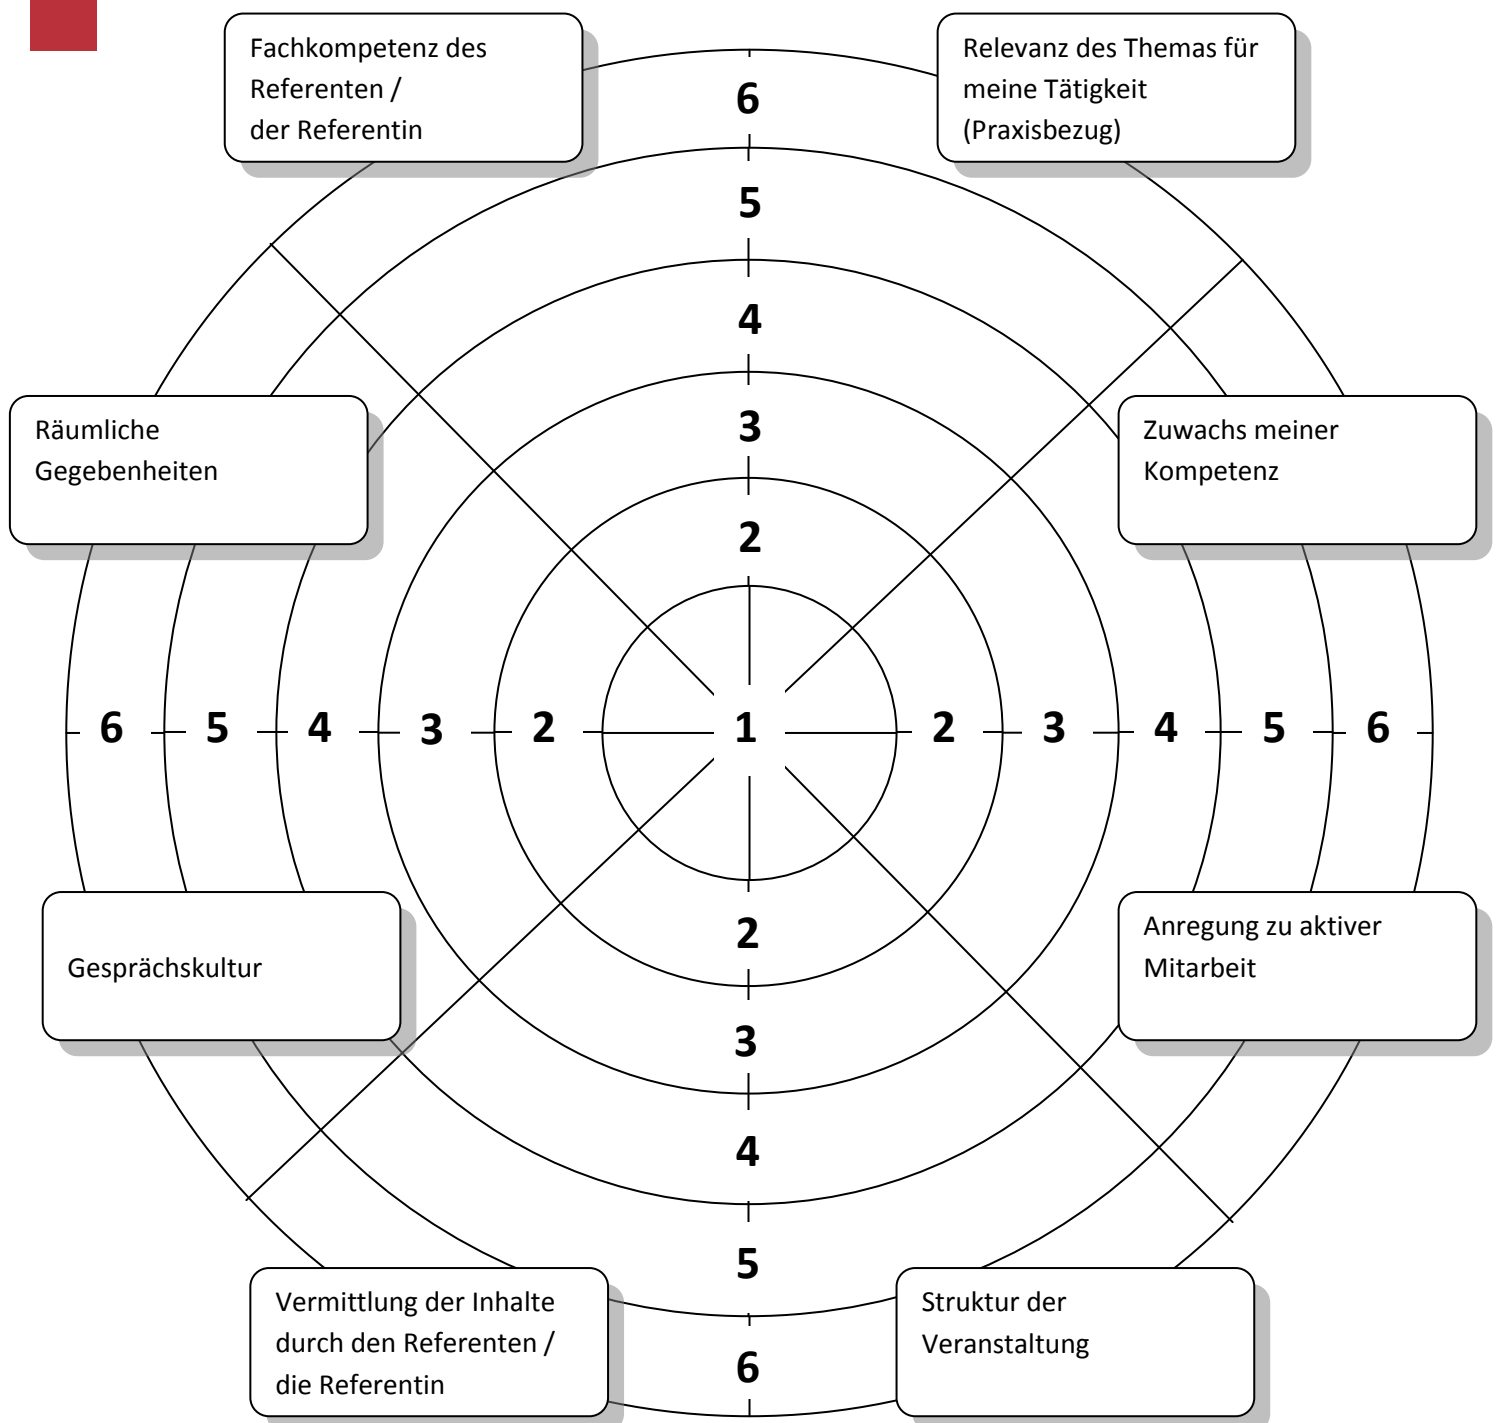 Fachkompetenz des
Referenten /
der Referentin
Relevanz des Themas für
meine Tätigkeit
(Praxisbezug)
6
5
4
3
Räumliche
Gegebenheiten
Zuwachs meiner
Kompetenz
2
6 5 4 3 2 1 2 3 4 5 6
2
Gesprächskultur
Anregung zu aktiver
Mitarbeit
3
4
5
Vermittlung der Inhalte
durch den Referenten /
die Referentin
Struktur der
Veranstaltung
6